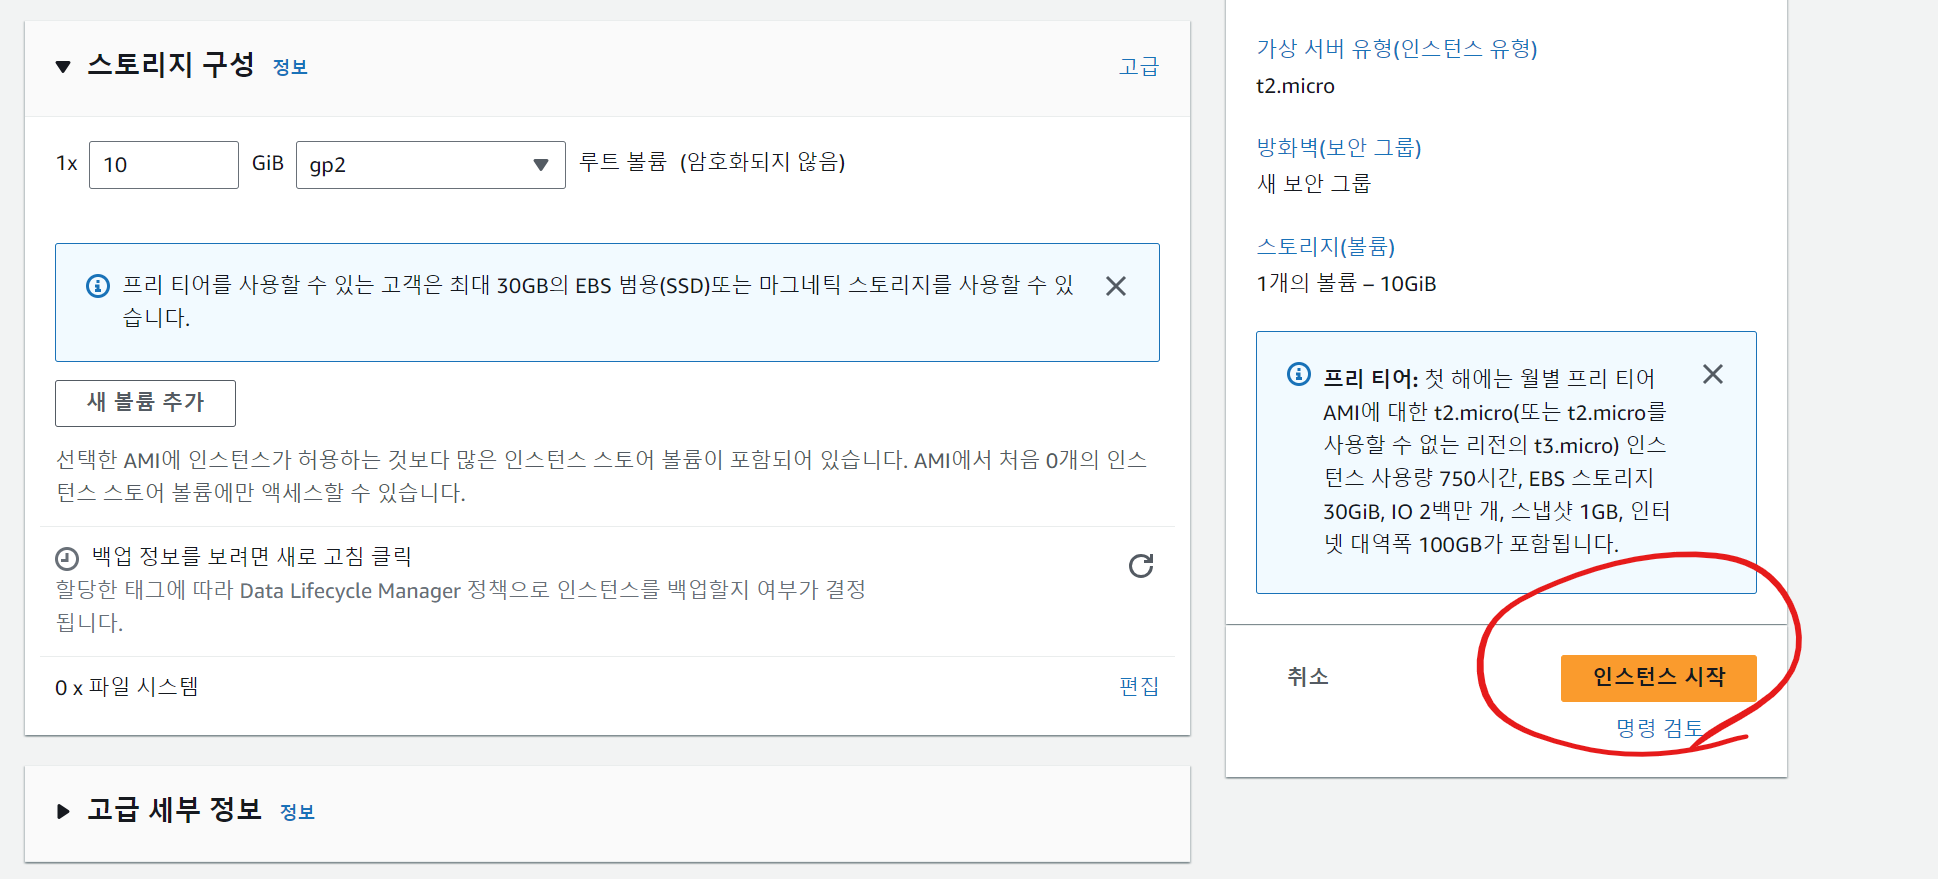 스토리지 구성 정보
고급
1x 10 GiB gp2 루트 볼륨 (암호화되지 않음)
프리 티어를 사용할 수 있는 고객은 최대 30GB의 EBS 범용(SSD)또는 마그네틱 스토리지를 사용할 수 있
습니다.
새 볼륨 추가
선택한 AMI에 인스턴스가 허용하는 것보다 많은 인스턴스 스토어 볼륨이 포함되어 있습니다. AMI에서 처음 0개의 인스
턴스 스토어 볼륨에만 액세스할 수 있습니다.
백업 정보를 보려면 새로 고침 클릭
할당한 태그에 따라 Data Lifecycle Manager 정책으로 인스턴스를 백업할지 여부가 결정
됩니다.
0 x 파일 시스템
편집
고급 세부 정보 정보
가상 서버 유형(인스턴스 유형)
t2.micro
방화벽(보안 그룹)
새 보안 그룹
스토리지(볼륨)
1개의 볼륨 – 10GiB
프리 티어: 첫 해에는 월별 프리 티어
AMI에 대한 t2.micro(또는 t2.micro를
사용할 수 없는 리전의 t3.micro) 인스
턴스 사용량 750시간, EBS 스토리지
30GiB, IO 2백만 개, 스냅샷 1GB, 인터
넷 대역폭 100GB가 포함됩니다.
취소
인스턴스 시작
명령 검토